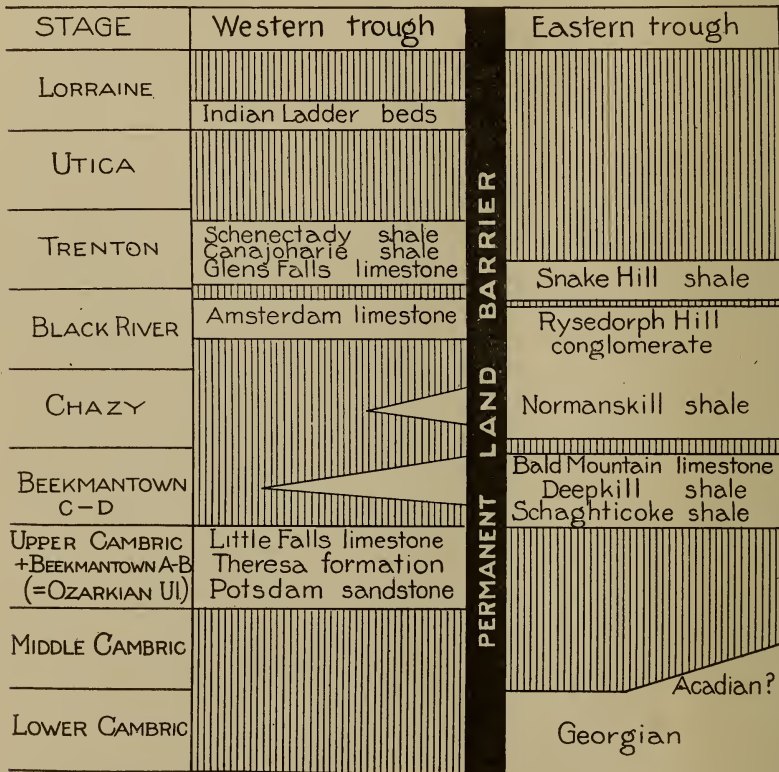 STAGE
Western trough
Eastern trough
LORRAINE
Indian Ladder beds
UTICA
TRENTON
Schenectady shale
Canajoharie shale
Glens Falls limestone
Snake Hill shale
BLACK RIVER
Amsterdam limestone
Rysedorph Hill
conglomerate
CHAZY
Normanskill shale
BEEKMANTOWN
C-D
Bald Mountain limestone
Deepkill shale
Schaghticoke shale
UPPER CAMBRIC
+BEEKMANTOWN A-B
(=OZARKIAN Ul.)
Little Falls limestone
Theresa formation
Potsdam sandstone
MIDDLE CAMBRIC
Acadian?
LOWER CAMBRIC
Georgian
PERMANENT LAND BARRIER